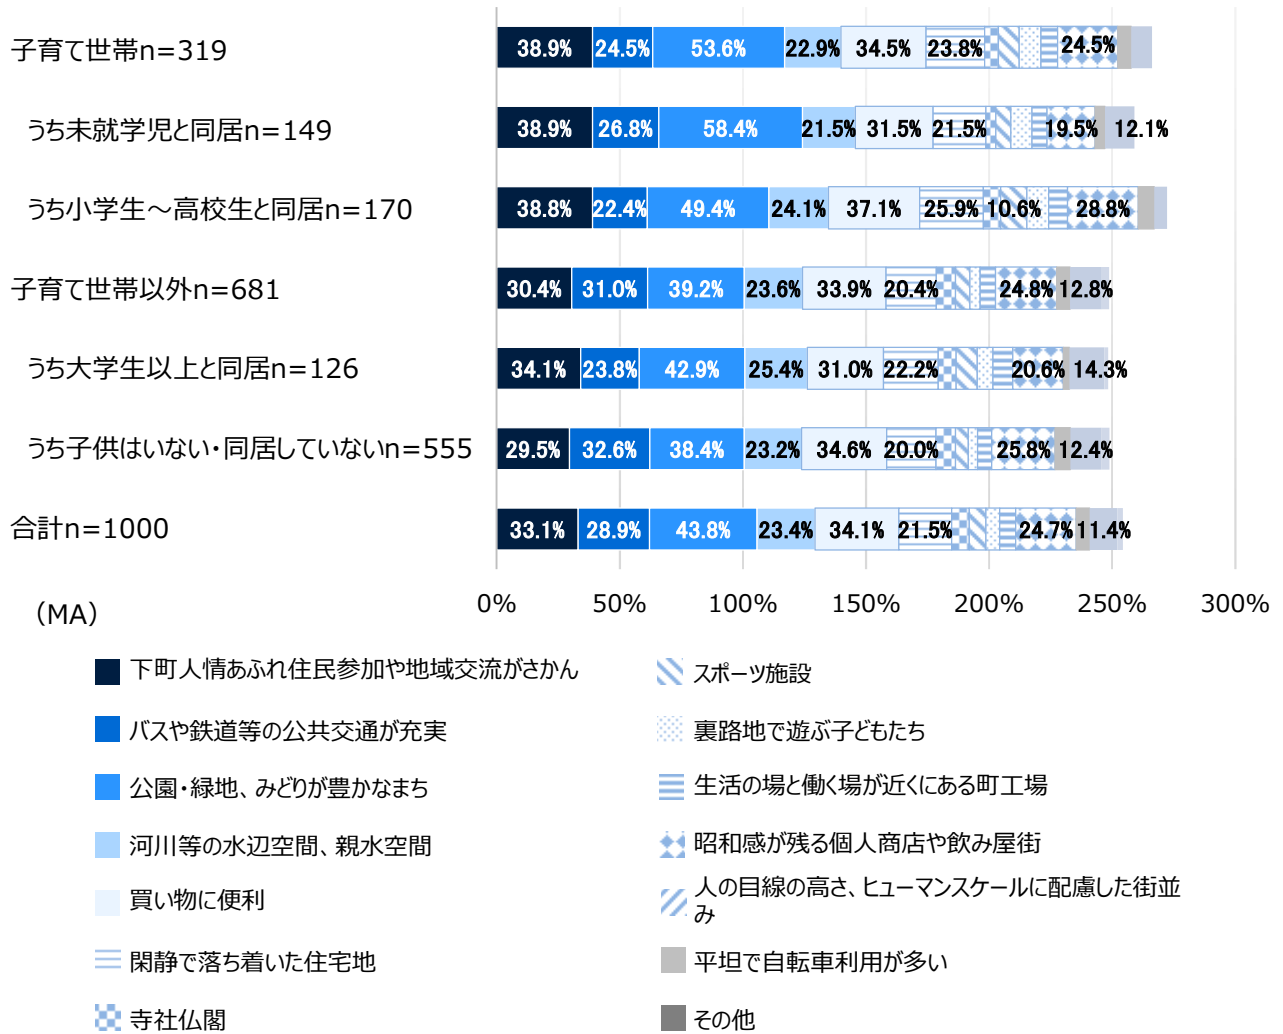 子育て世帯n=319
38.9% 24.5% 53.6% 22.9% 34.5% 23.8% 24.5%
うち未就学児と同居n=149
38.9% 26.8% 58.4% 21.5% 31.5% 21.5% 19.5% 12.1%
うち小学生～高校生と同居n=170
38.8% 22.4% 49.4% 24.1% 37.1% 25.9% 10.6% 28.8%
子育て世帯以外n=681
30.4% 31.0% 39.2% 23.6% 33.9% 20.4% 24.8% 12.8%
うち大学生以上と同居n=126
34.1% 23.8% 42.9% 25.4% 31.0% 22.2% 20.6% 14.3%
うち子供はいない・同居していないn=555
29.5% 32.6% 38.4% 23.2% 34.6% 20.0% 25.8% 12.4%
合計n=1000
33.1% 28.9% 43.8% 23.4% 34.1% 21.5% 24.7% 11.4%
0% 50% 100% 150% 200% 250% 300%
（MA）
下町人情あふれ住民参加や地域交流がさかん
バスや鉄道等の公共交通が充実
公園・緑地、みどりが豊かなまち
河川等の水辺空間、親水空間
買い物に便利
閑静で落ち着いた住宅地
寺社仏閣
スポーツ施設
裏路地で遊ぶ子どもたち
生活の場と働く場が近くにある町工場
昭和感が残る個人商店や飲み屋街
人の目線の高さ、ヒューマンスケールに配慮した街並
み
平坦で自転車利用が多い
その他